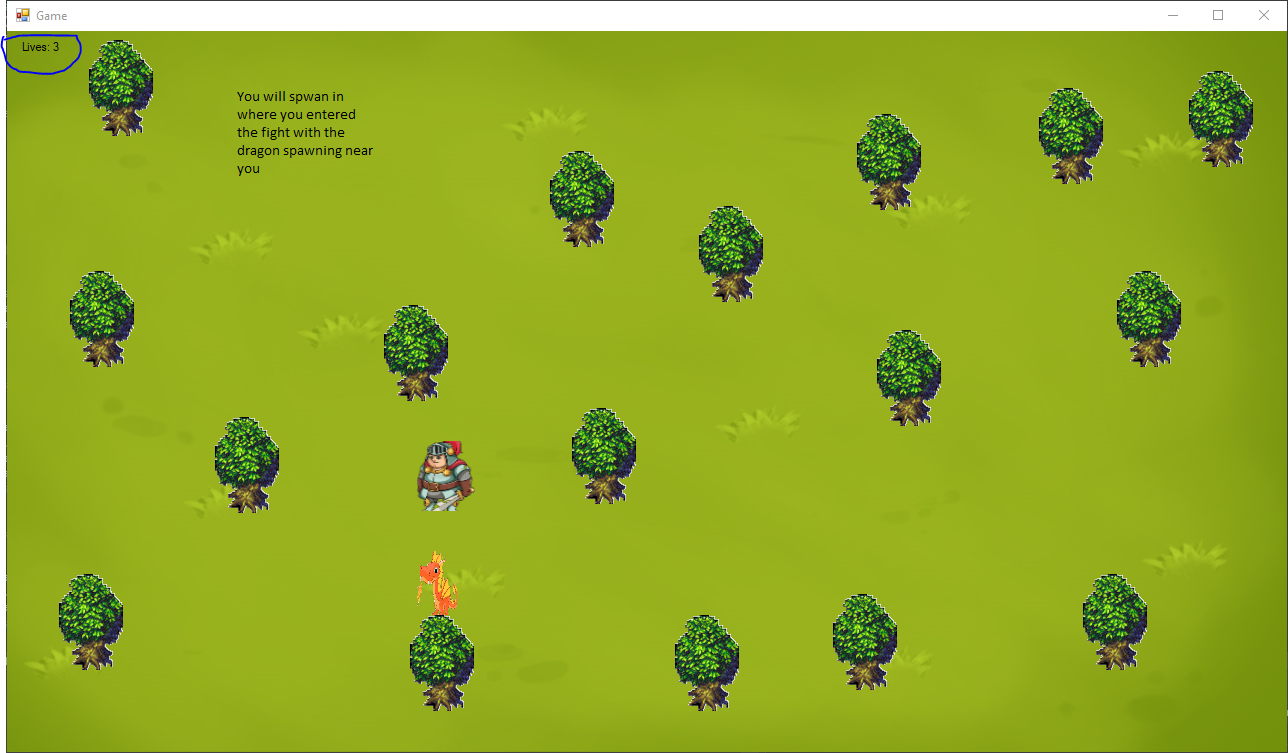 Game
Lives: 3
You will spwan in
where you entered
the fight with the
dragon spawning near
you